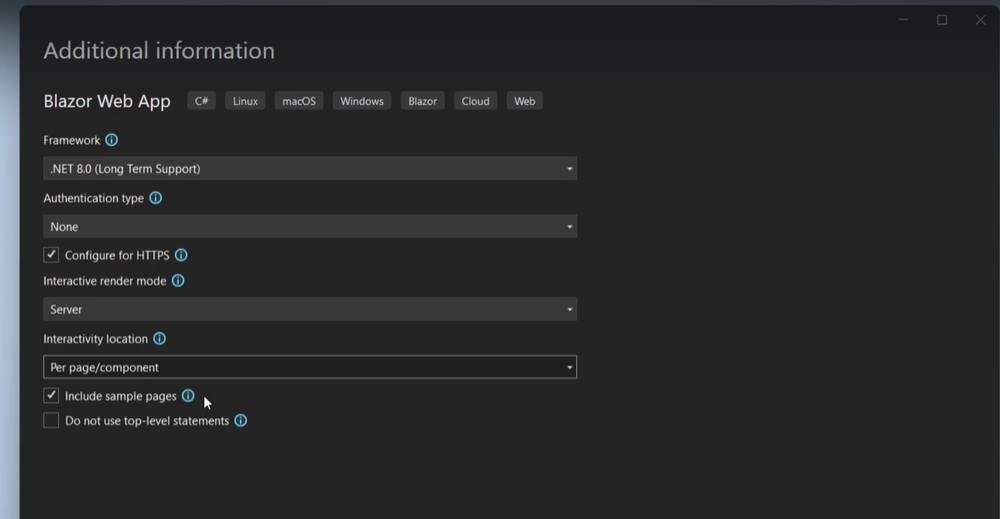 Additional information
Blazor Web App C# Linux macOS Windows Blazor Cloud Web
Framework
.NET 8.0 (Long Term Support)
Authentication type
None
Configure for HTTPS
Interactive render mode
Server
Interactivity location
Per page/component
Include sample pages
Do not use top-level statements